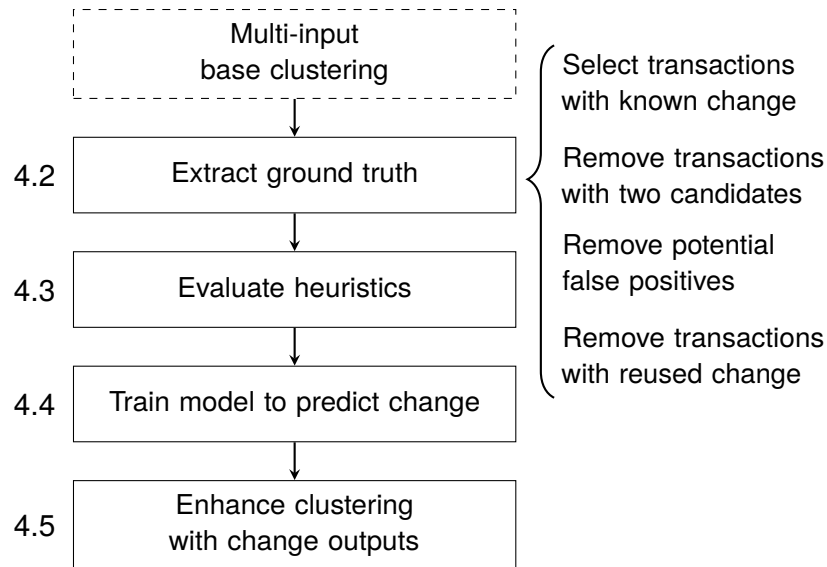 Multi-input
base clustering
4.2
Extract ground truth
Select transactions
with known change
Remove transactions
with two candidates
Remove potential
false positives
Remove transactions
with reused change
4.3
Evaluate heuristics
4.4
Train model to predict change
4.5
Enhance clustering
with change outputs